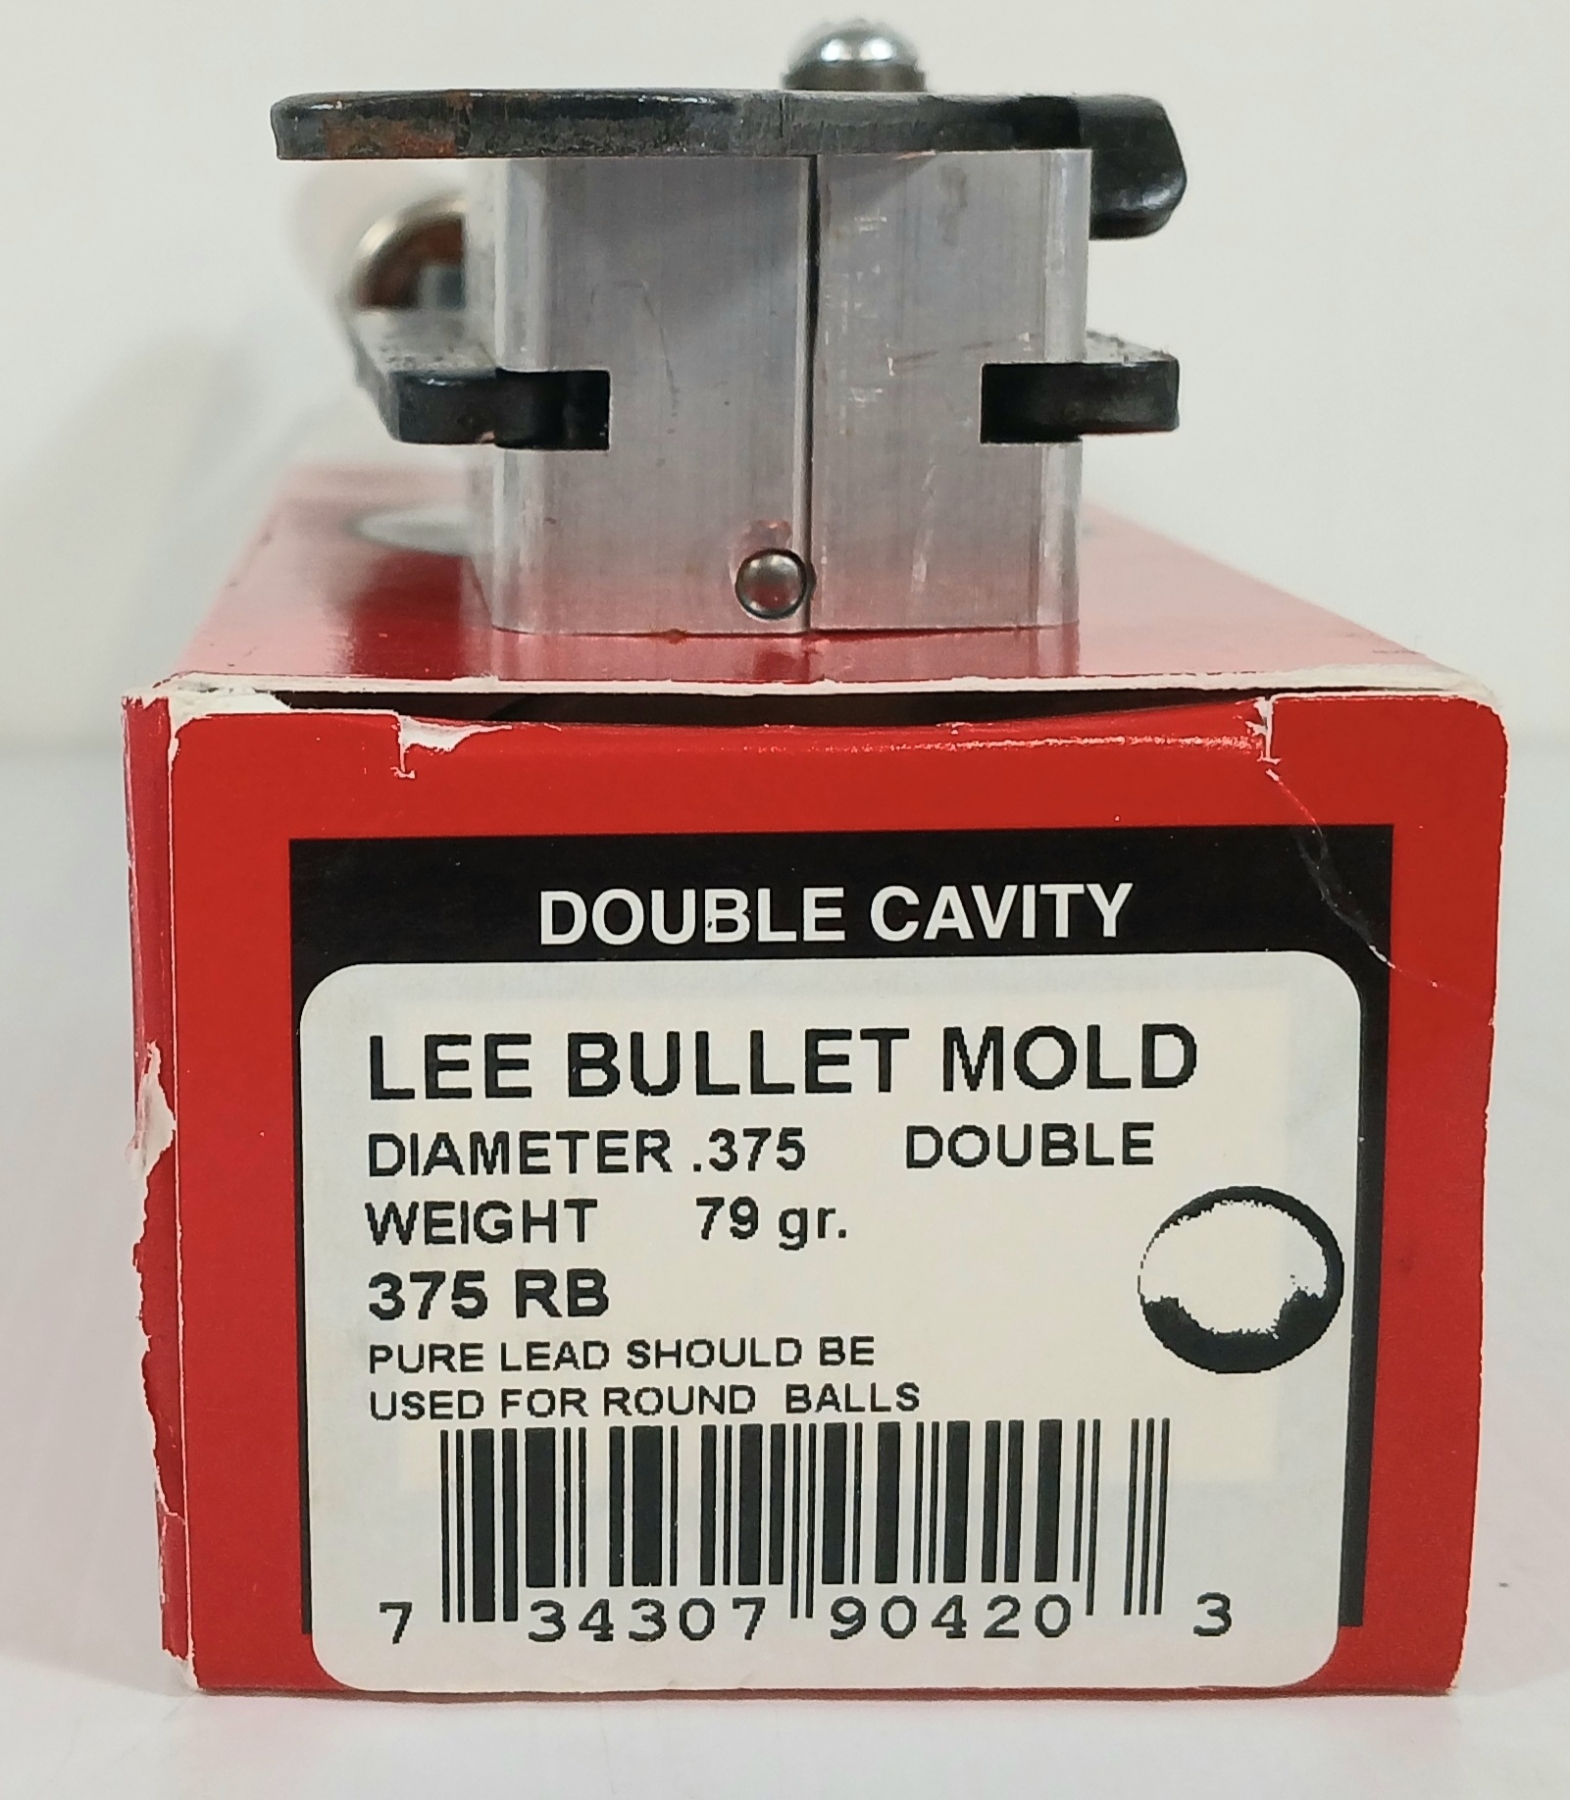 DOUBLE CAVITY
LEE BULLET MOLD
DIAMETER .375 DOUBLE
WEIGHT 79 gr.
375 RB
PURE LEAD SHOULD BE
USED FOR ROUND BALLS
7 34307 90420 3